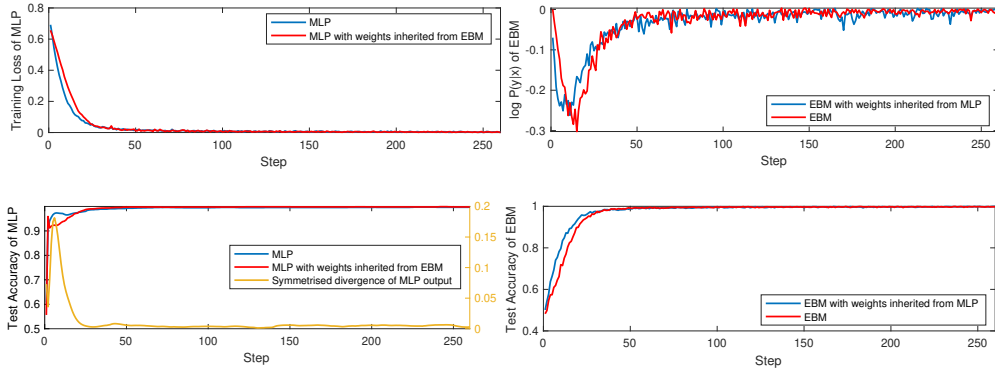 Training Loss of MLP
0.8
0.6
0.4
0.2
0
0 50 100 150 200 250
Step
MLP
MLP with weights inherited from EBM
log P(y|x) of EBM
0
-0.1
-0.2
-0.3
0 50 100 150 200 250
Step
EBM with weights inherited from MLP
EBM
Test Accuracy of MLP
0.9
0.8
0.7
0.6
0.5
0.2
0.15
0.1
0.05
0
0 50 100 150 200 250
Step
MLP
MLP with weights inherited from EBM
Symmetrised divergence of MLP output
Test Accuracy of EBM
1
0.8
0.6
0.4
0 50 100 150 200 250
Step
EBM with weights inherited from MLP
EBM